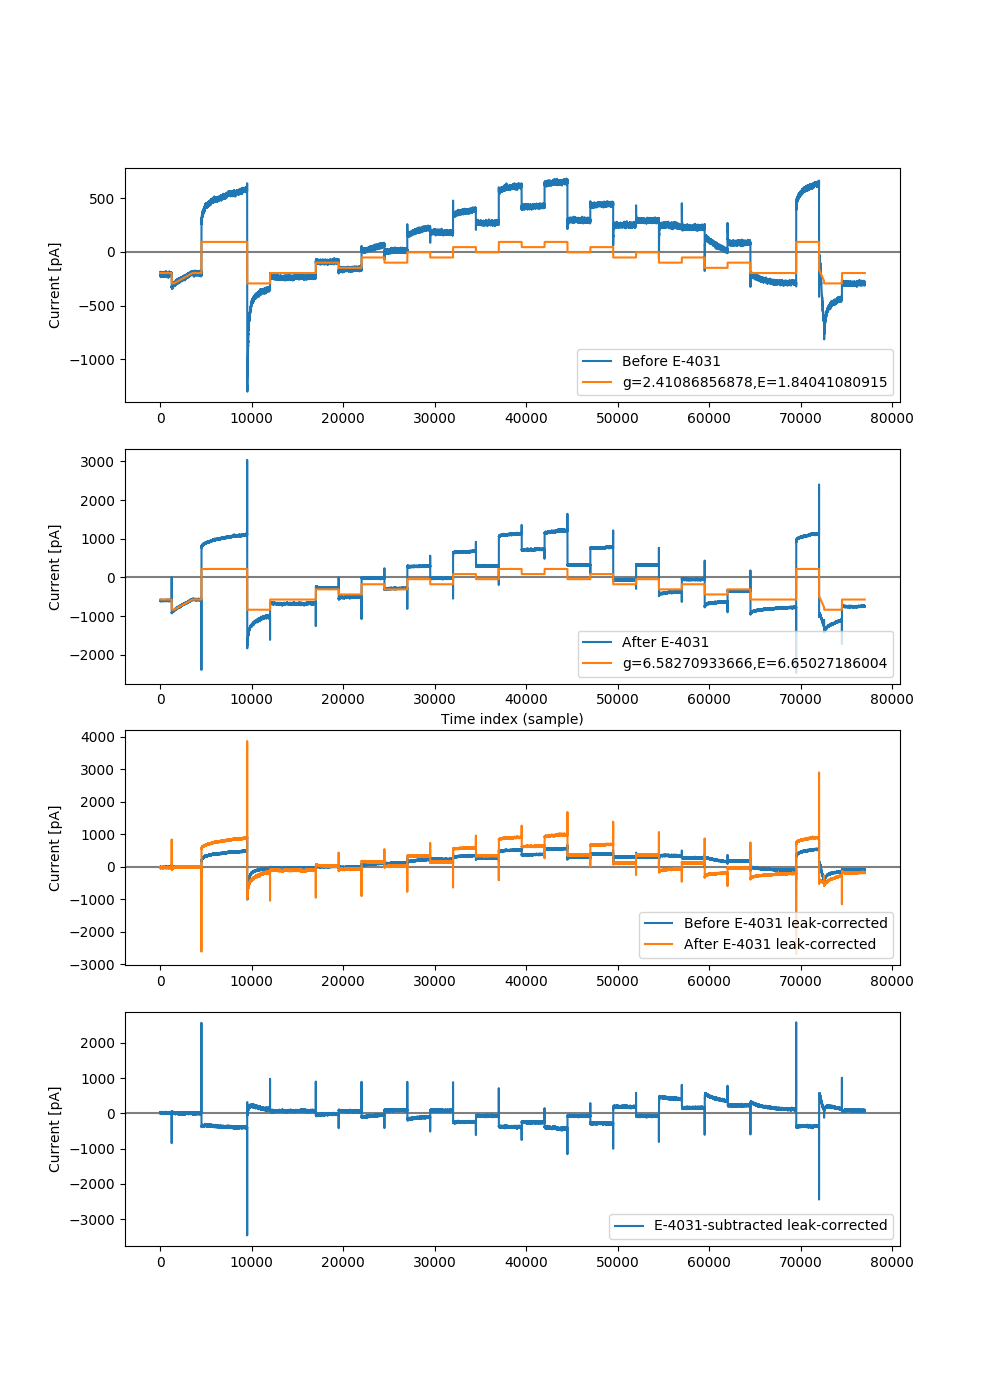 Current [pA]
500
0
−500
−1000
Before E-4031
g=2.41086856878,E=1.84041080915
0 10000 20000 30000 40000 50000 60000 70000 80000
Current [pA]
3000
2000
1000
0
−1000
−2000
After E-4031
g=6.58270933666,E=6.65027186004
0 10000 20000 30000 40000 50000 60000 70000 80000
Time index (sample)
Current [pA]
4000
3000
2000
1000
0
−1000
−2000
−3000
Before E-4031 leak-corrected
After E-4031 leak-corrected
0 10000 20000 30000 40000 50000 60000 70000 80000
Current [pA]
2000
1000
0
−1000
−2000
−3000
E-4031-subtracted leak-corrected
0 10000 20000 30000 40000 50000 60000 70000 80000